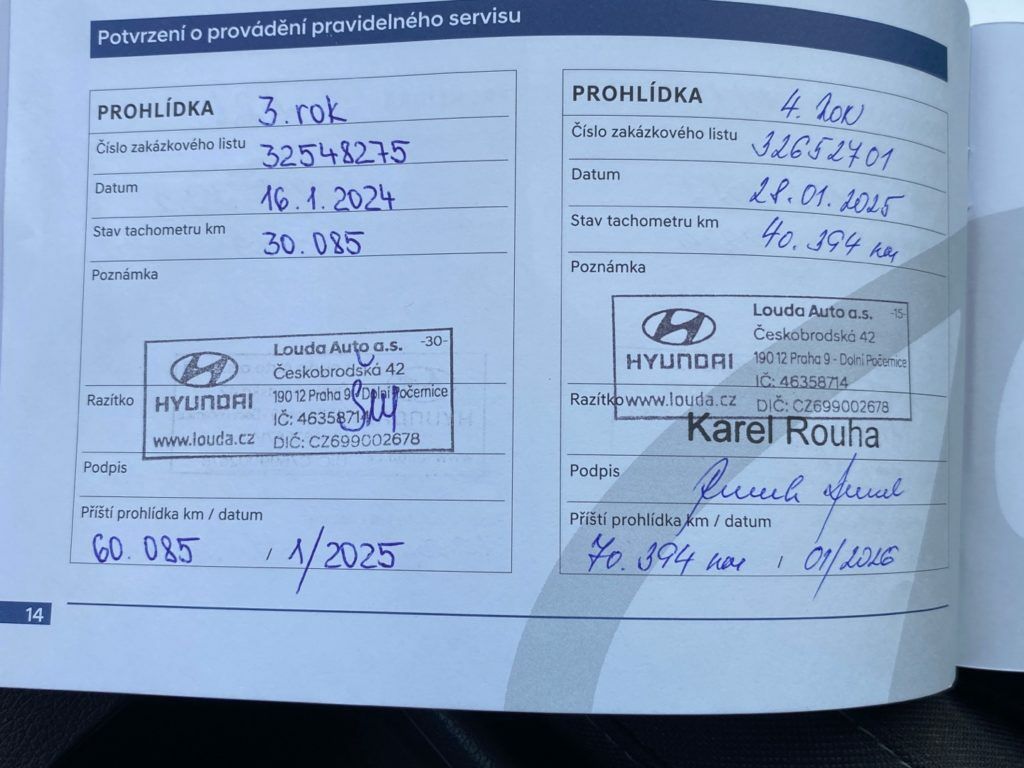 Potvrzení o provádění pravidelného servisu
PROHLÍDKA 3. rok
Číslo zakázkového listu 32548275
Datum 16.1.2024
Stav tachometru km 30.085
Poznámka
Louda Auto a.s. -30-
Českobrodská 42
HYUNDAI 190 12 Praha 9 - Dolní Počernice
Razítko
IČ: 46358714
www.louda.cz DIČ: CZ699002678
Podpis
Příští prohlídka km / datum
60.085 / 1/2025
PROHLÍDKA 4. rok
Číslo zakázkového listu 32652701
Datum 28.01.2025
Stav tachometru km 40.394 km
Poznámka
Louda Auto a.s. -15-
Českobrodská 42
HYUNDAI 190 12 Praha 9 - Dolní Počernice
IČ: 46358714
Razítko www.louda.cz DIČ: CZ699002678
Karel Rouha
Podpis
Příští prohlídka km / datum
70.394 km / 01/2026
14